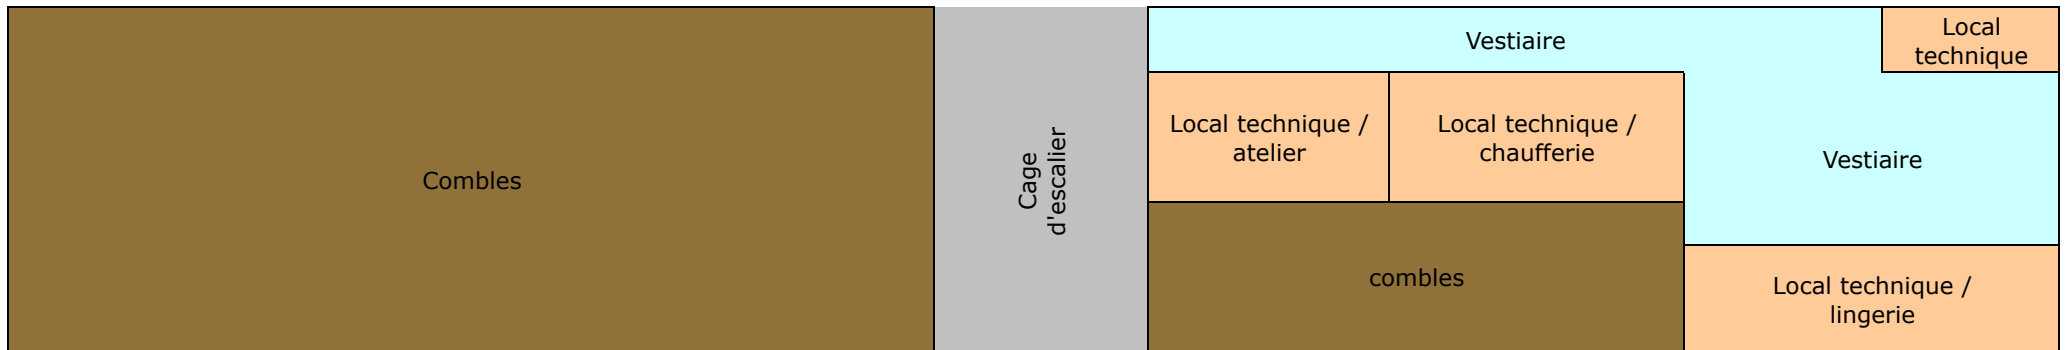 Combles
Cage
d'escalier
Vestiaire
Local
technique
Local technique /
atelier
Local technique /
chaufferie
Vestiaire
combles
Local technique /
lingerie